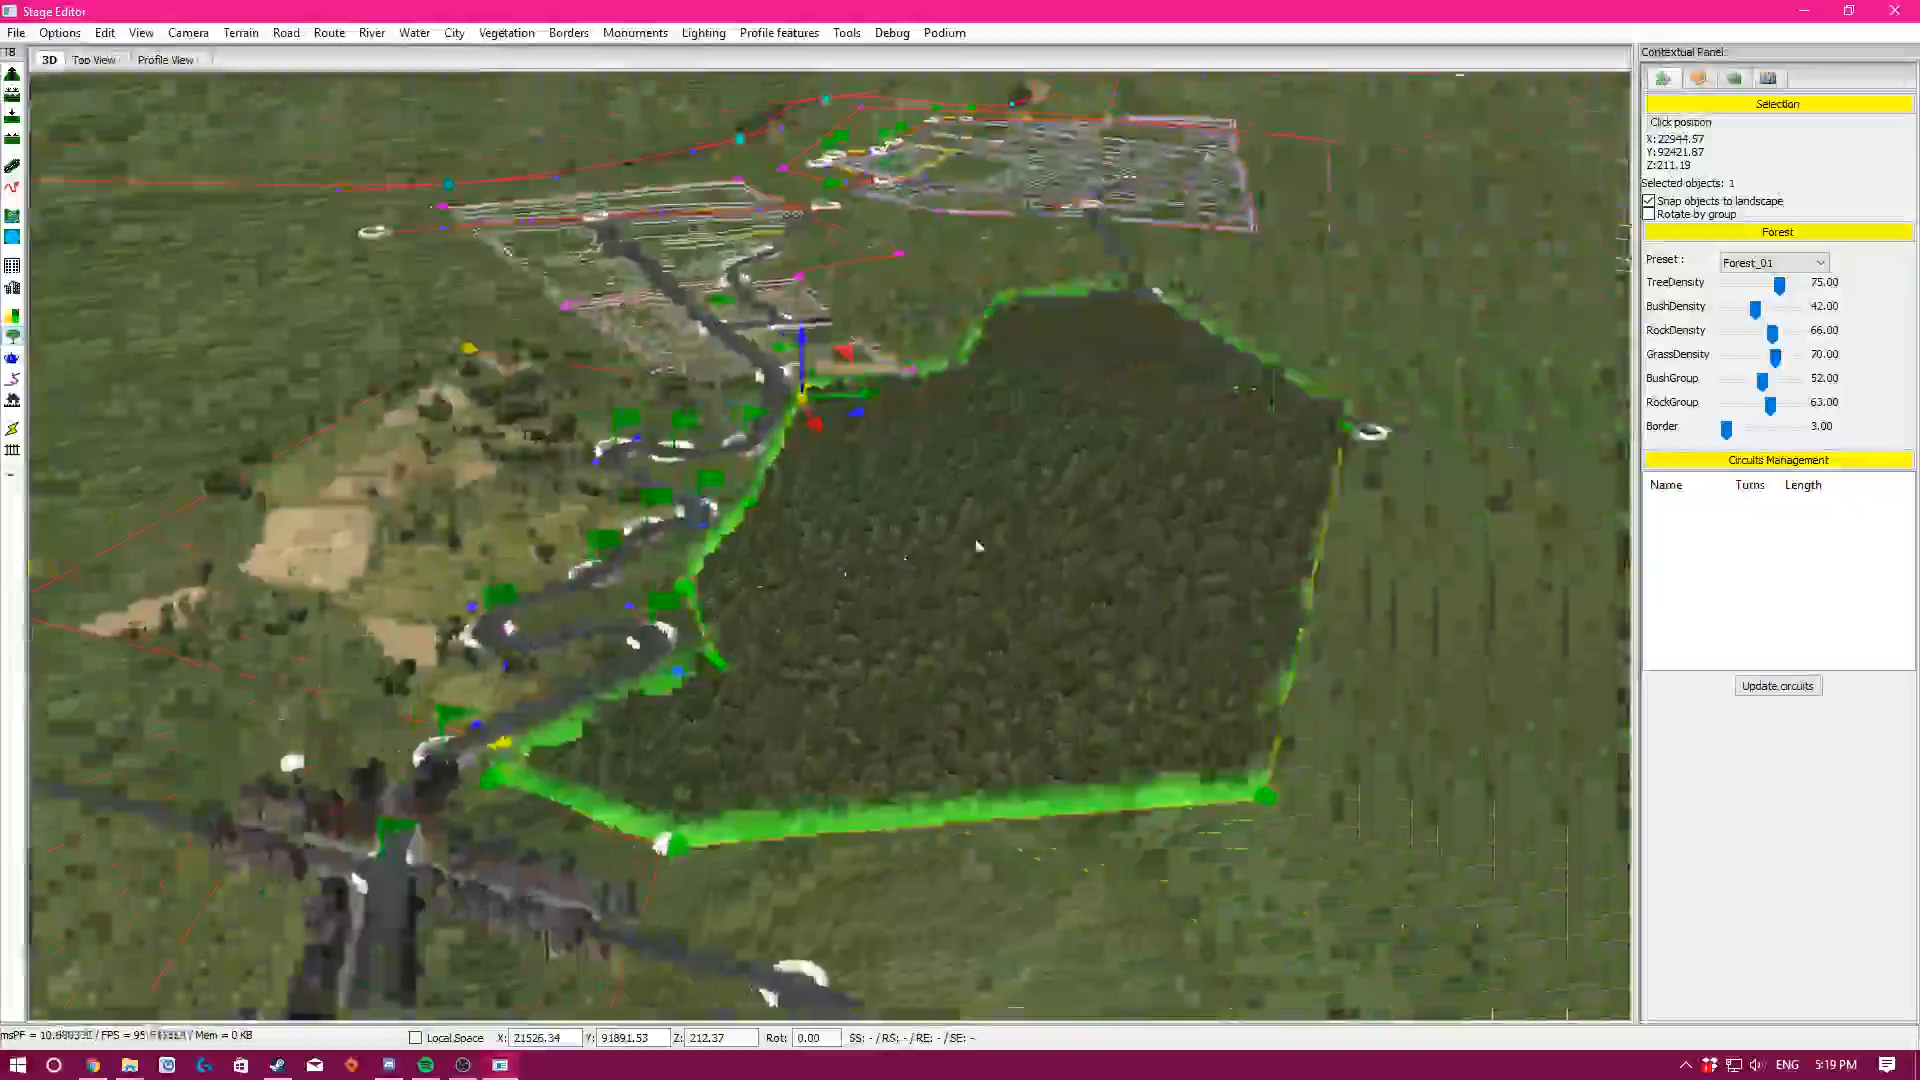 Stage Editor
File Options Edit View Camera Terrain Road Route River Water City Vegetation Borders Monuments Lighting Profile features Tools Debug Podium
TB
3D Top View Profile View
Contextual Panel:
Selection
Click position
X:22944.57
Y:92421.87
Z:211.19
Selected objects: 1
Snap objects to landscape
Rotate by group
Forest
Preset : Forest_01
TreeDensity 75.00
BushDensity 42.00
RockDensity 66.00
GrassDensity 70.00
BushGroup 52.00
RockGroup 63.00
Border 3.00
Circuits Management
Name Turns Length
Update circuits
/ Mem = 0 KB
Local Space X: 21526.34 Y: 91891.53 Z: 212.37 Rot: 0.00 SS: - / RS: - / RE: - / SE: -
ENG 5:19 PM